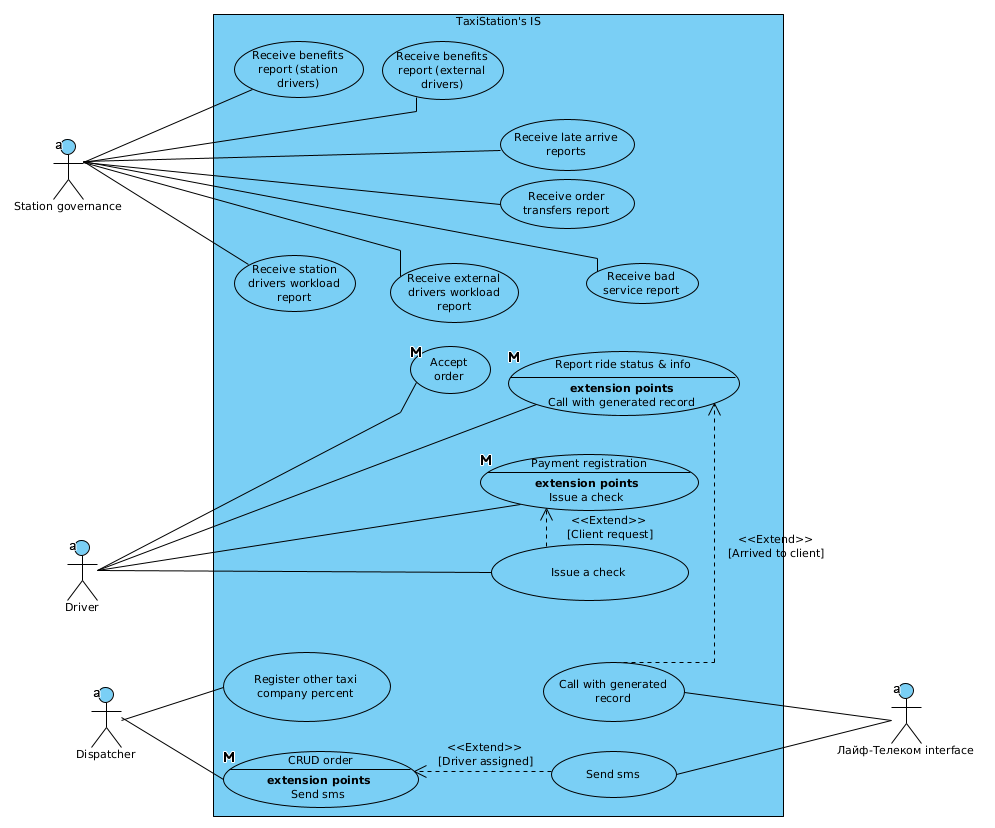 TaxiStation's IS
Receive benefits
report (station
drivers)
Receive benefits
report (external
drivers)
Receive late arrive
reports
a
Station governance
Receive order
transfers report
Receive station
drivers workload
report
Receive external
drivers workload
report
Receive bad
service report
M
Accept
order
M
Report ride status & info
extension points
Call with generated record
M
Payment registration
extension points
Issue a check
<<Extend>>
[Client request]
<<Extend>>
[Arrived to client]
a
Driver
Issue a check
Register other taxi
company percent
Call with generated
record
a
Dispatcher
a
Лайф-Телеком interface
M
CRUD order
extension points
Send sms
<<Extend>>
[Driver assigned]
Send sms